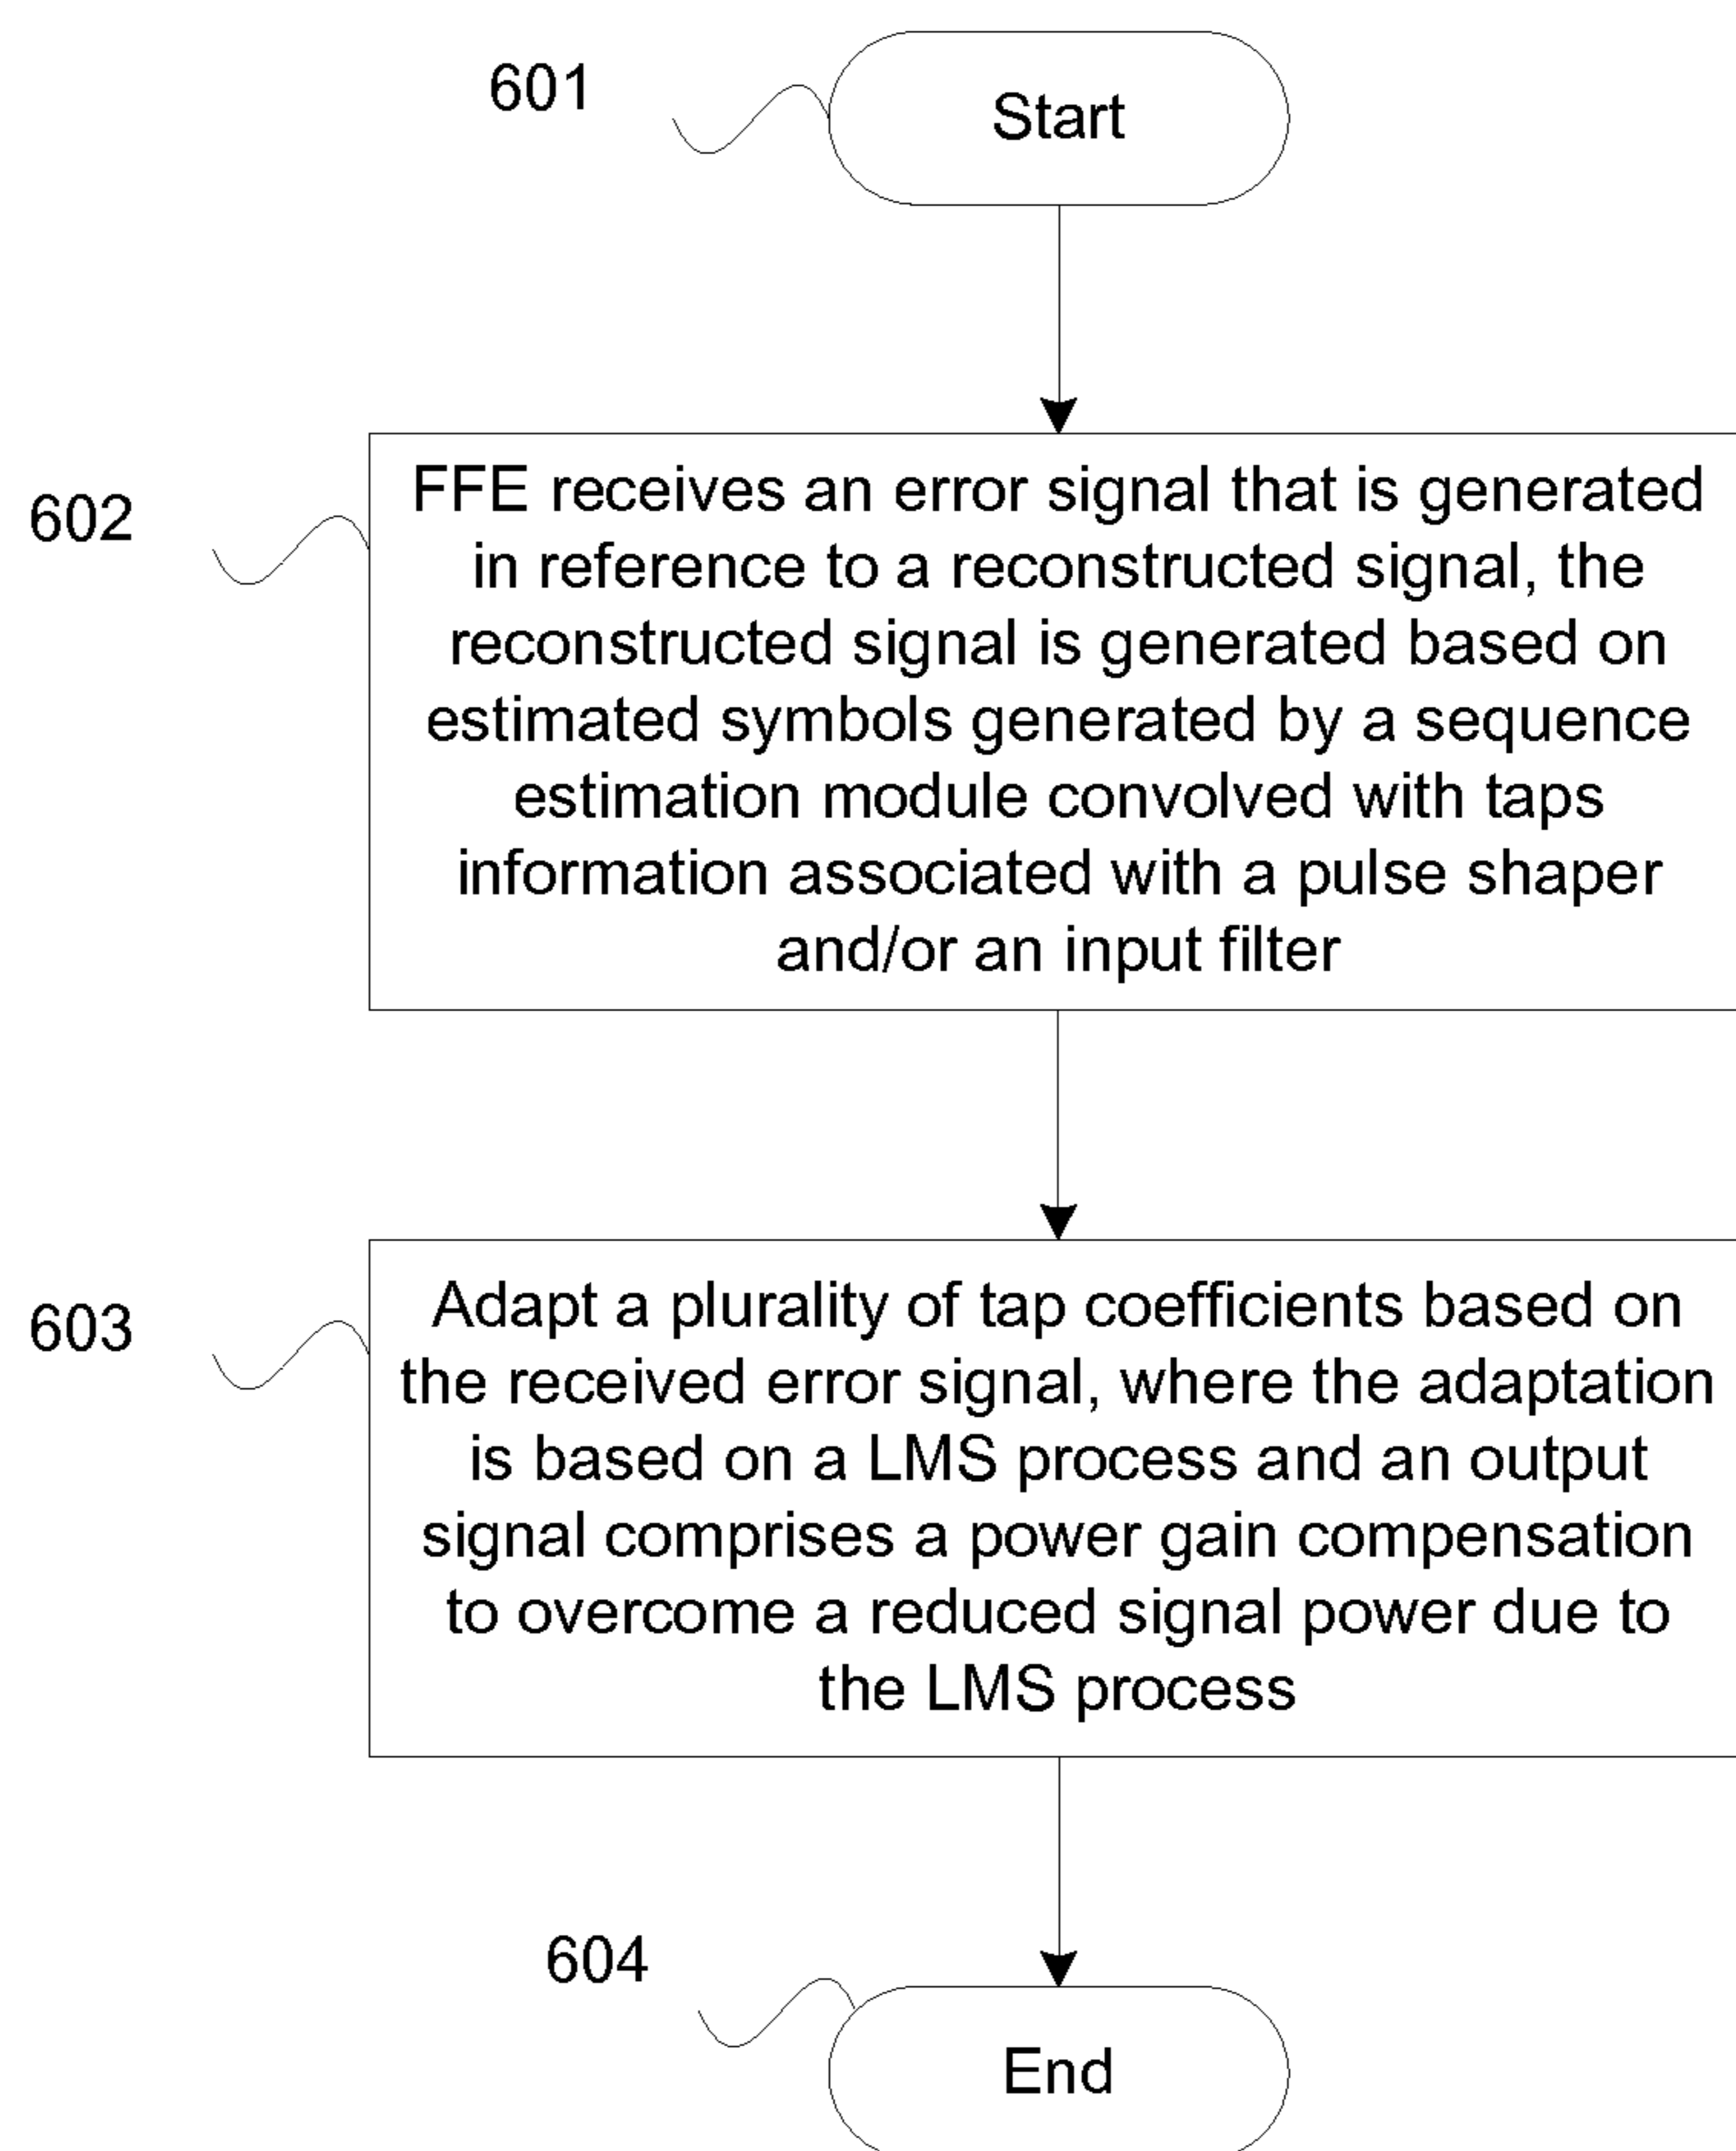 601
Start
602
FFE receives an error signal that is generated
in reference to a reconstructed signal, the
reconstructed signal is generated based on
estimated symbols generated by a sequence
estimation module convolved with taps
information associated with a pulse shaper
and/or an input filter
603
Adapt a plurality of tap coefficients based on
the received error signal, where the adaptation
is based on a LMS process and an output
signal comprises a power gain compensation
to overcome a reduced signal power due to
the LMS process
604
End